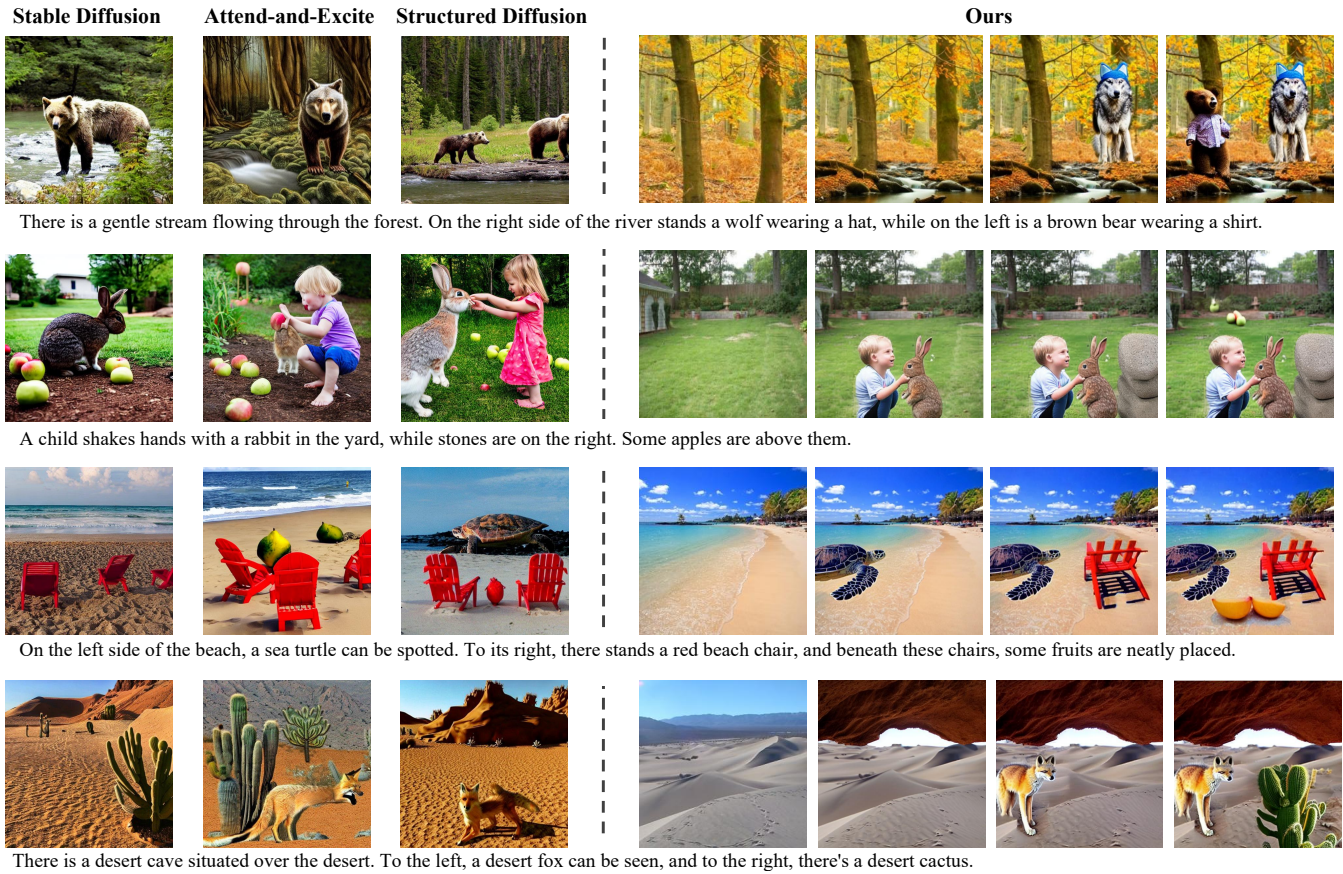 Stable Diffusion Attend-and-Excite Structured Diffusion Ours
There is a gentle stream flowing through the forest. On the right side of the river stands a wolf wearing a hat, while on the left is a brown bear wearing a shirt.
A child shakes hands with a rabbit in the yard, while stones are on the right. Some apples are above them.
On the left side of the beach, a sea turtle can be spotted. To its right, there stands a red beach chair, and beneath these chairs, some fruits are neatly placed.
There is a desert cave situated over the desert. To the left, a desert fox can be seen, and to the right, there's a desert cactus.